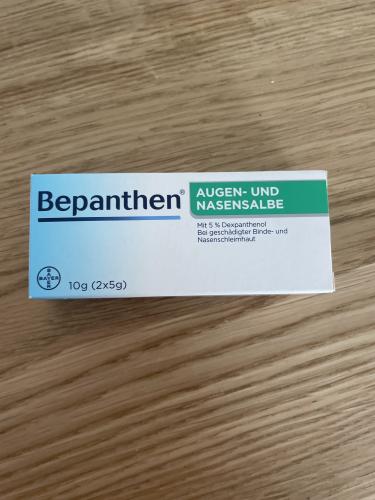 Bepanthen®
AUGEN- UND
NASENSALBE
Mit 5 % Dexpanthenol
Bei geschädigter Binde- und
Nasenschleimhaut
BAYER
10g (2x5g)